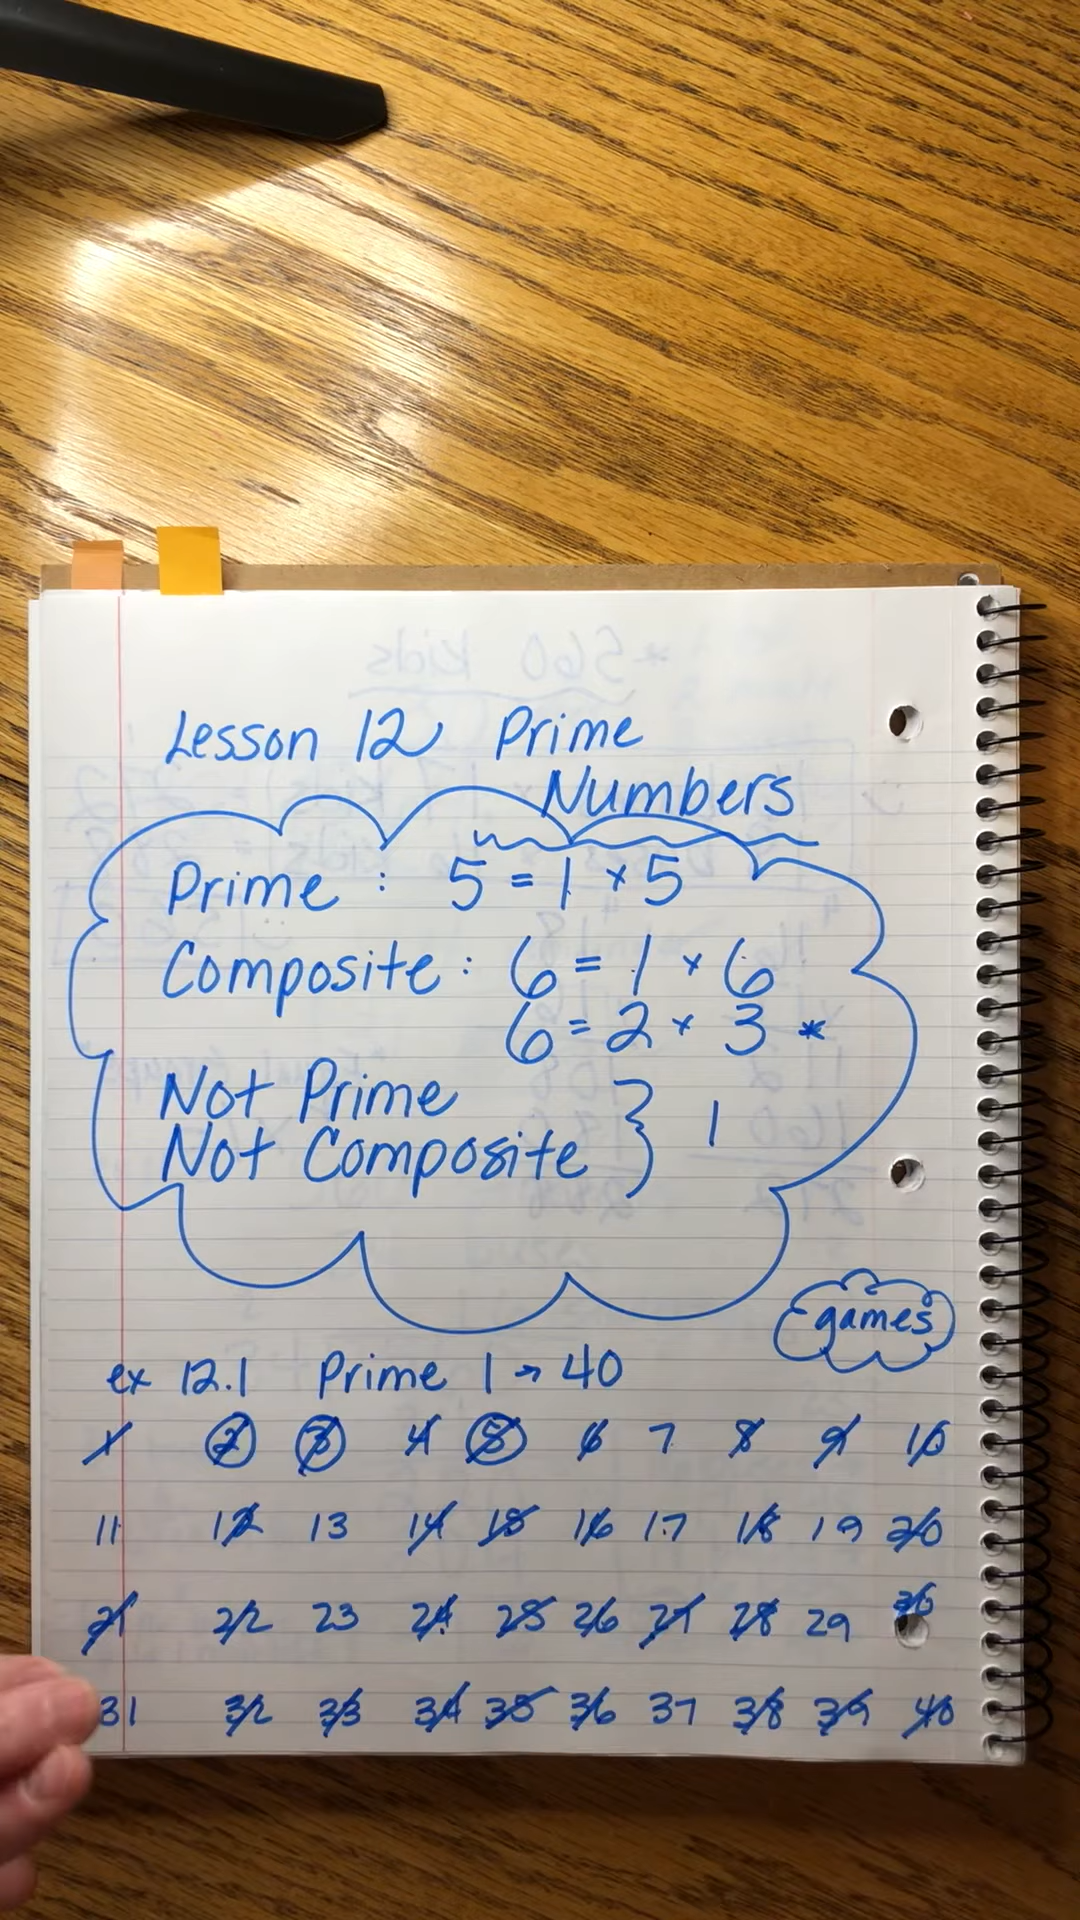 Lesson 12 Prime
Numbers
Prime : 5 = 1 × 5
Composite : 6 = 1 × 6
6 = 2 × 3 *
Not Prime
Not Composite } 1
games
ex 12.1 Prime 1 → 40
1 2 3 4 5 6 7 8 9 10
11 12 13 14 15 16 17 18 19 20
21 22 23 24 25 26 27 28 29 30
31 32 33 34 35 36 37 38 39 40